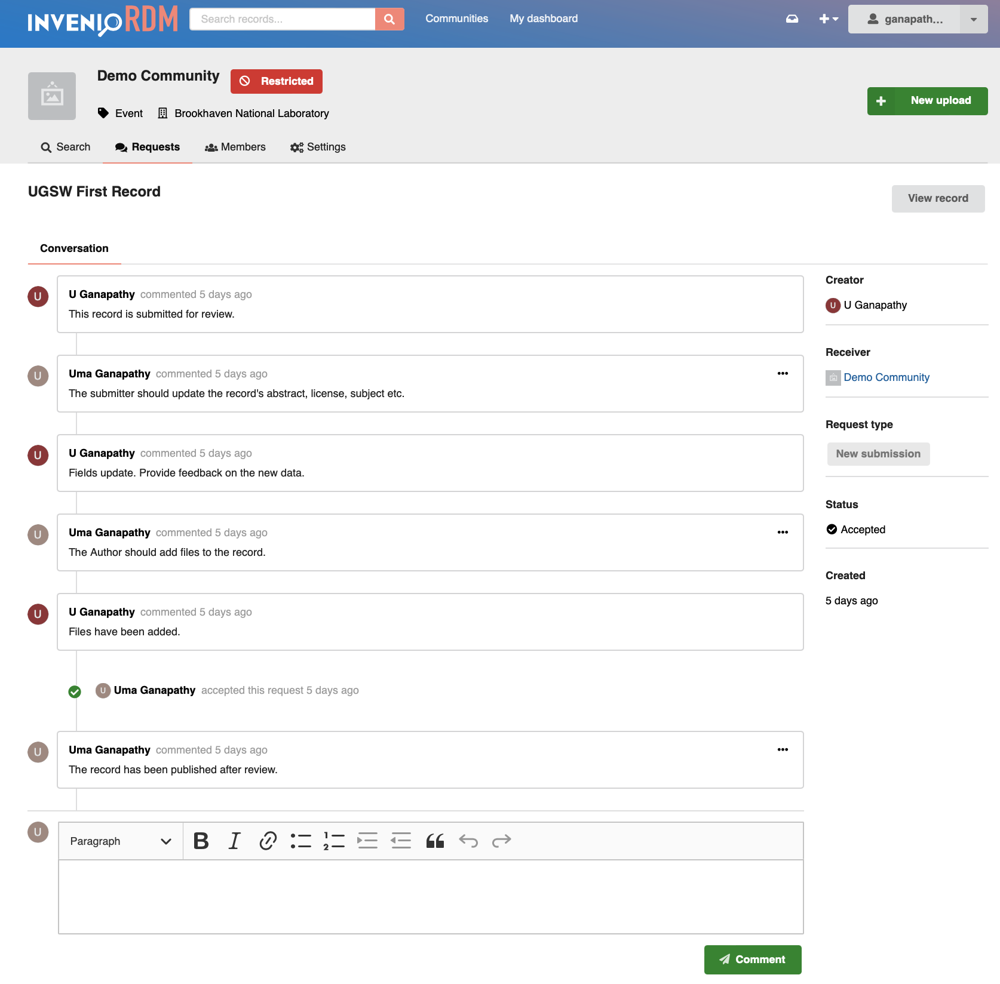 INVENIORDM Search records... Communities My dashboard ganapath...
Demo Community Restricted
New upload
Event Brookhaven National Laboratory
Search Requests Members Settings
UGSW First Record
View record
Conversation
U
U Ganapathy commented 5 days ago
This record is submitted for review.
U
Uma Ganapathy commented 5 days ago
The submitter should update the record's abstract, license, subject etc.
U
U Ganapathy commented 5 days ago
Fields update. Provide feedback on the new data.
U
Uma Ganapathy commented 5 days ago
The Author should add files to the record.
U
U Ganapathy commented 5 days ago
Files have been added.
U Uma Ganapathy accepted this request 5 days ago
U
Uma Ganapathy commented 5 days ago
The record has been published after review.
U
Paragraph B I 1 2
Comment
Creator
U U Ganapathy
Receiver
Demo Community
Request type
New submission
Status
Accepted
Created
5 days ago